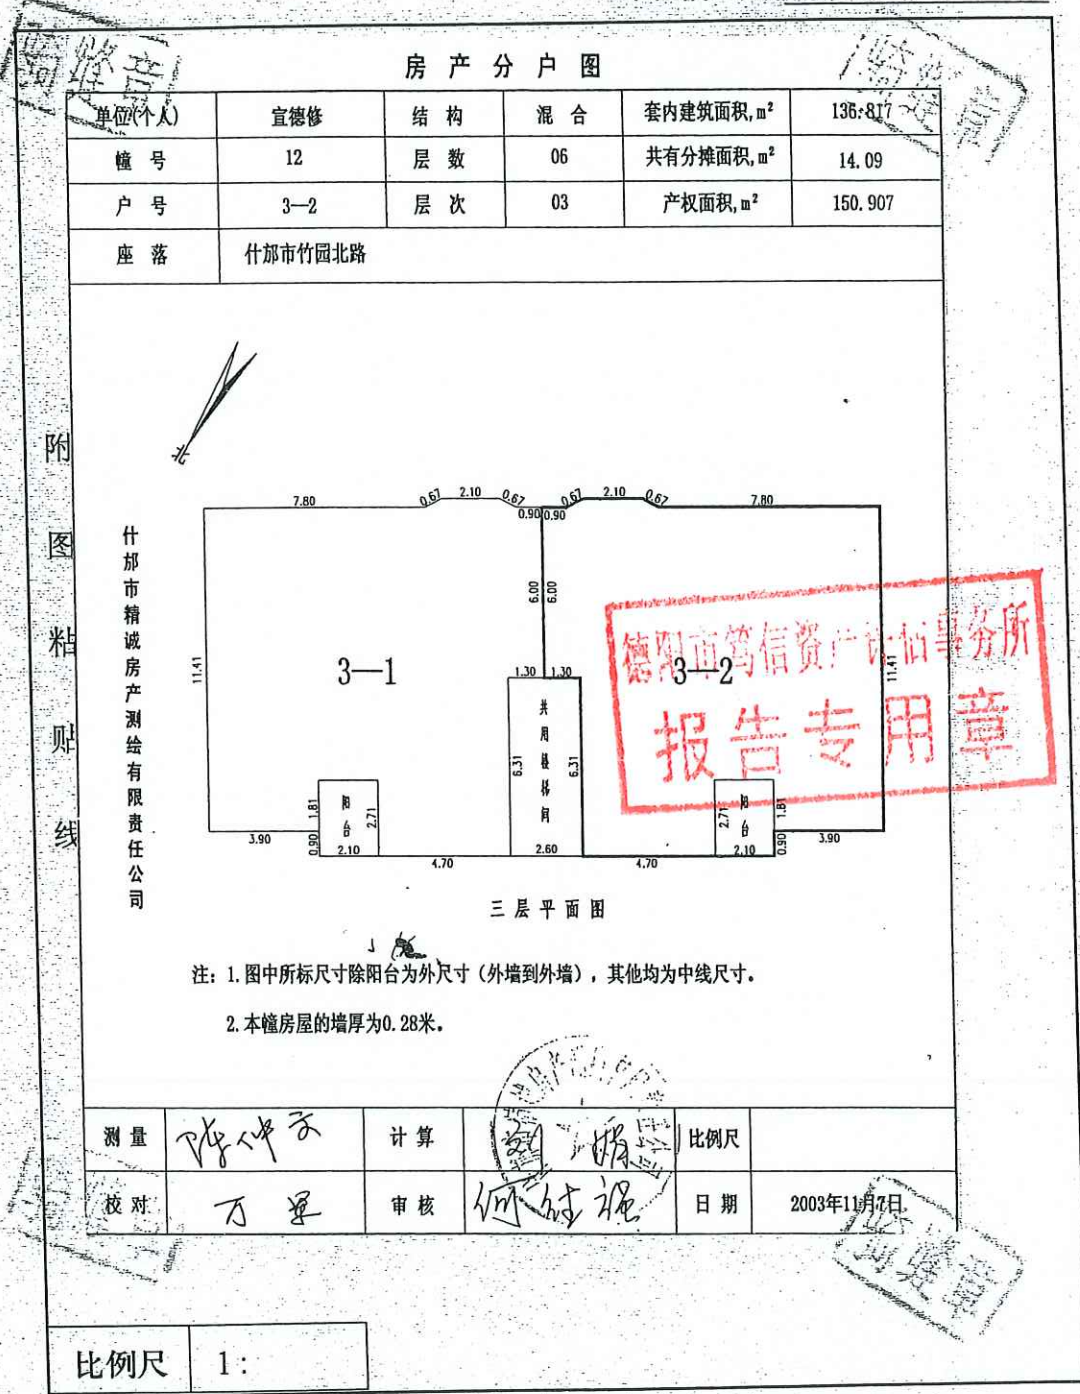 房产分户图
单位(个人) 宣德修 结构 混合 套内建筑面积,m² 136.817
幢号 12 层数 06 共有分摊面积,m² 14.09
户号 3—2 层次 03 产权面积,m² 150.907
座落 什邡市竹园北路
北
附图粘贴线
什邡市精诚房产测绘有限责任公司
7.80 0.67 2.10 0.67 0.67 2.10 0.67 7.80
0.90 0.90
6.00 6.00
德阳市笃信资产评估事务所
11.41 3—1 1.30 1.30 3—2 11.41
报告专用章
共用楼梯间
6.31 6.31
阳台 1.81 2.71
阳台 2.71 1.81
3.90 0.90 2.10 4.70 2.60 4.70 2.10 0.90 3.90
三层平面图
注: 1.图中所标尺寸除阳台为外尺寸(外墙到外墙),其他均为中线尺寸。
2.本幢房屋的墙厚为0.28米。
测量 陈仲文 计算 比例尺
校对 万军 审核 日期 2003年11月7日
比例尺 1: